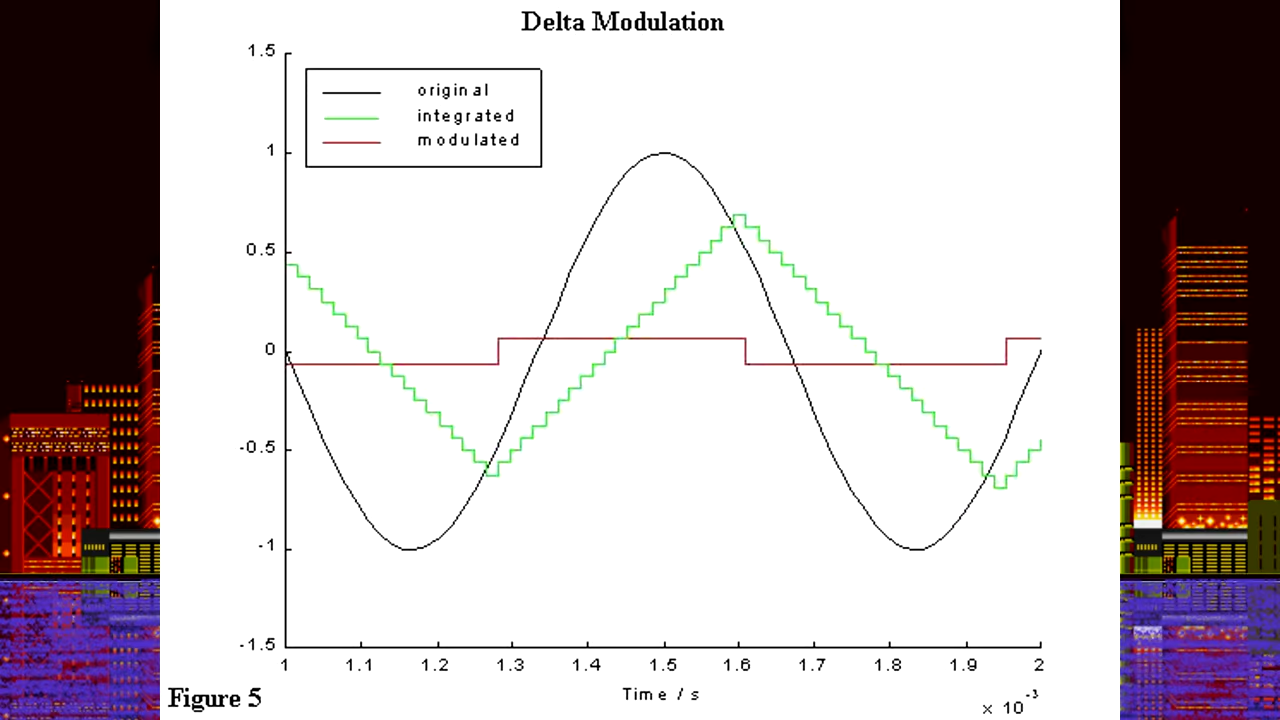 Delta Modulation
1.5
original
integrated
modulated
1
0.5
0
-0.5
-1
-1.5
1 1.1 1.2 1.3 1.4 1.5 1.6 1.7 1.8 1.9 2
Time / s
x 10^-3
Figure 5